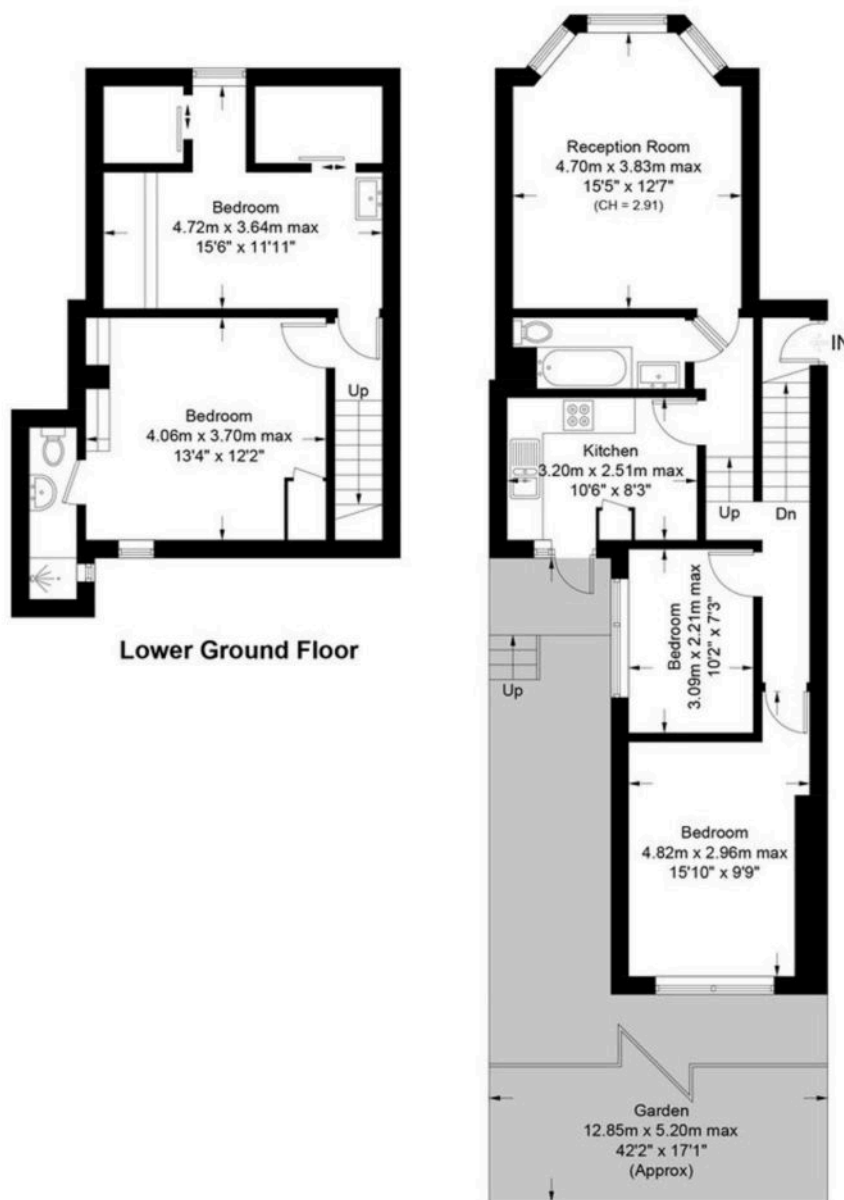 Bedroom
4.72m x 3.64m max
15'6" x 11'11"
Bedroom
4.06m x 3.70m max
13'4" x 12'2"
Up
Lower Ground Floor
Reception Room
4.70m x 3.83m max
15'5" x 12'7"
(CH = 2.91)
IN
Kitchen
3.20m x 2.51m max
10'6" x 8'3"
Up
Dn
Bedroom
3.09m x 2.21m max
10'2" x 7'3"
Up
Bedroom
4.82m x 2.96m max
15'10" x 9'9"
Garden
12.85m x 5.20m max
42'2" x 17'1"
(Approx)